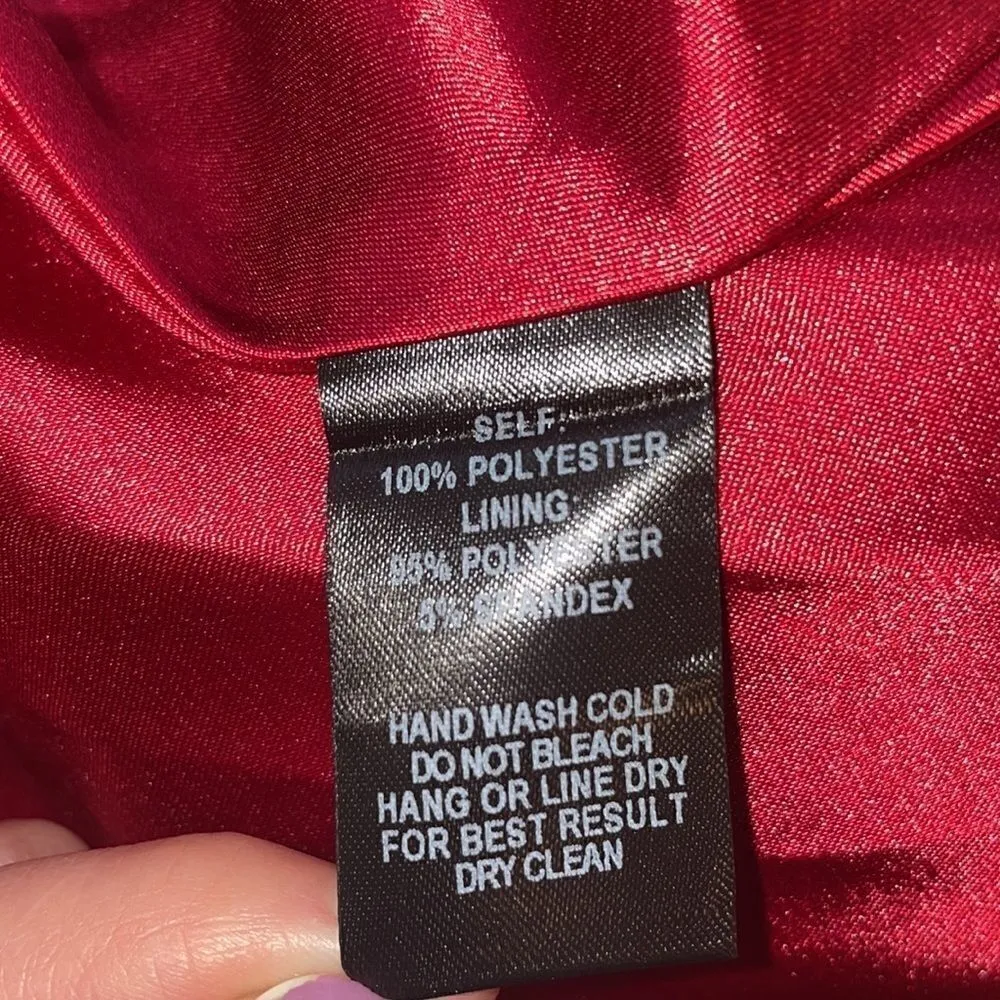 SELF:
100% POLYESTER
LINING:
95% POLYESTER
5% SPANDEX
HAND WASH COLD
DO NOT BLEACH
HANG OR LINE DRY
FOR BEST RESULT
DRY CLEAN